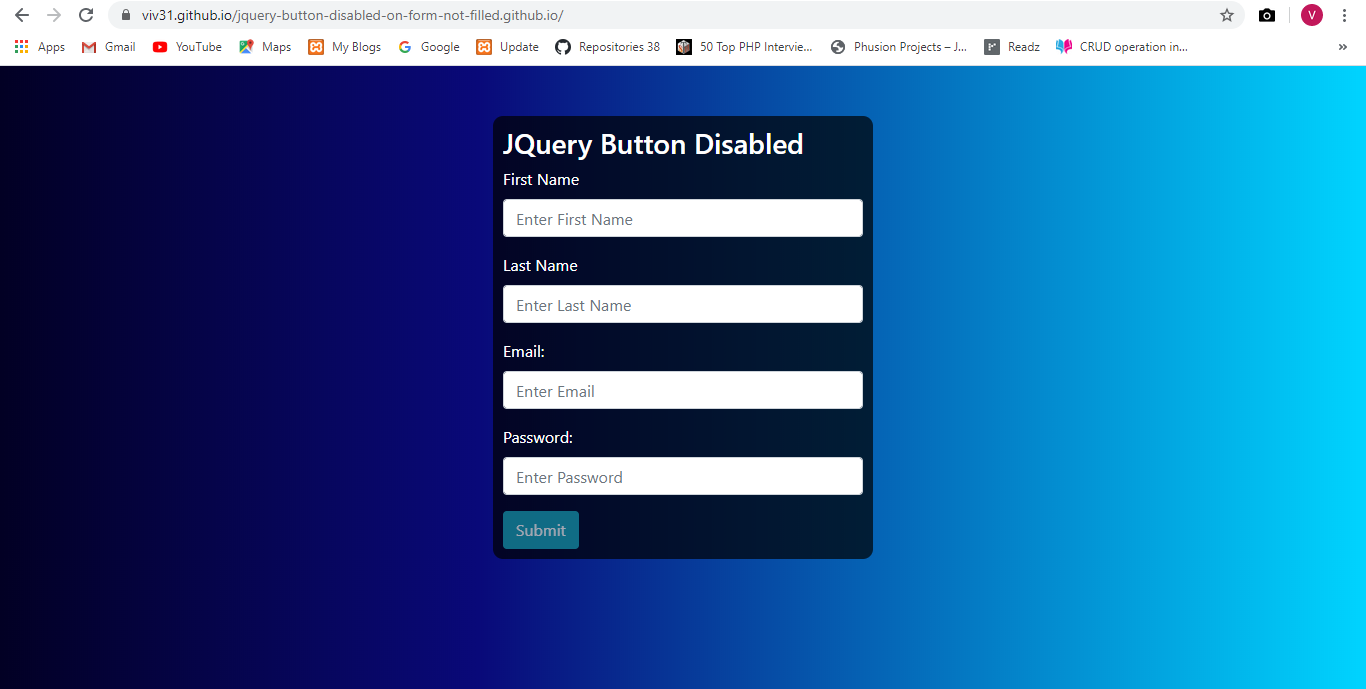 viv31.github.io/jquery-button-disabled-on-form-not-filled.github.io/
V
Apps Gmail YouTube Maps My Blogs Google Update Repositories 38 50 Top PHP Intervie... Phusion Projects – J... Readz CRUD operation in... »
JQuery Button Disabled
First Name
Enter First Name
Last Name
Enter Last Name
Email:
Enter Email
Password:
Enter Password
Submit